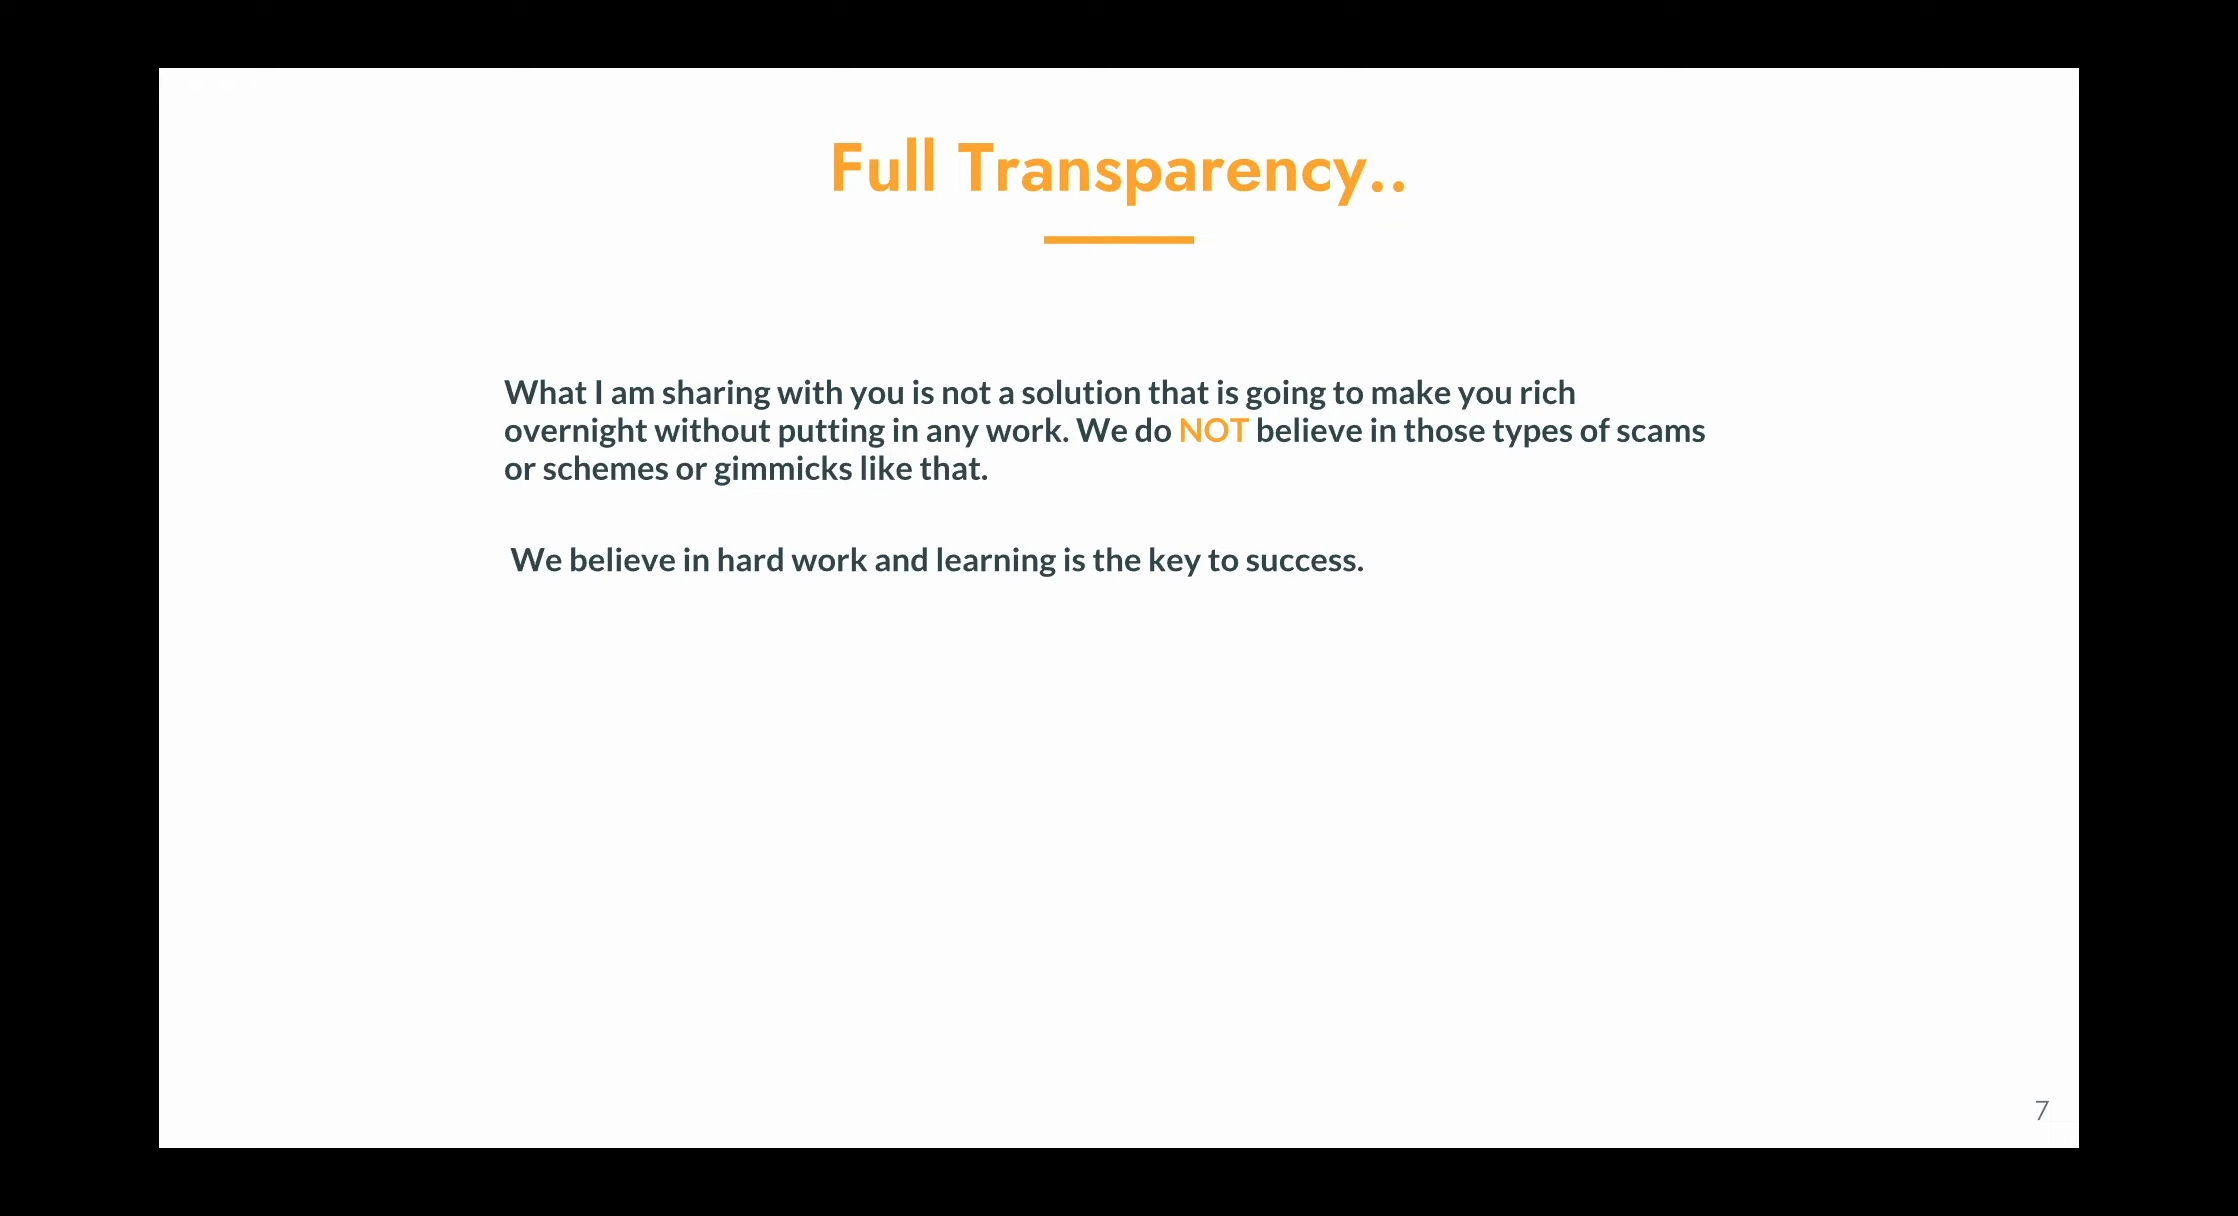 Full Transparency..
What I am sharing with you is not a solution that is going to make you rich
overnight without putting in any work. We do NOT believe in those types of scams
or schemes or gimmicks like that.
We believe in hard work and learning is the key to success.
7